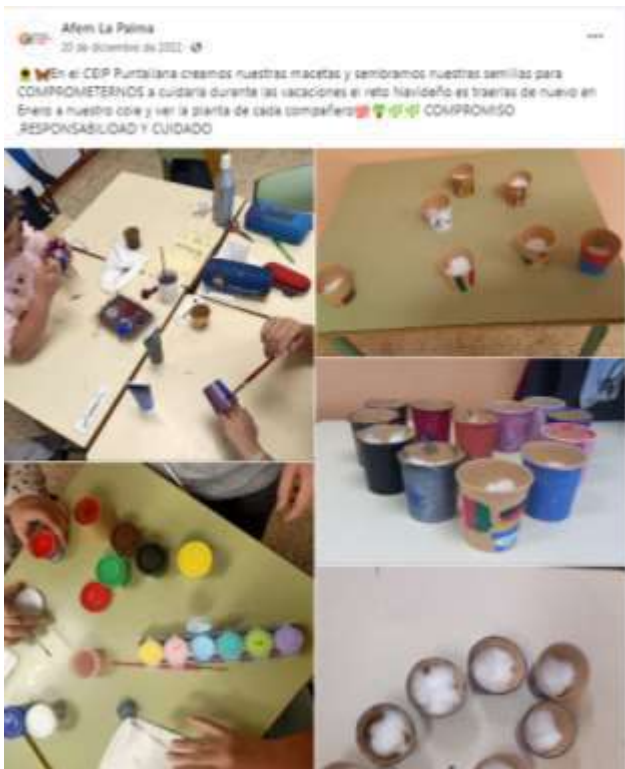 Afem La Palma
20 de diciembre de 2022
En el CEIP Puntallana creamos nuestras macetas y sembramos nuestras semillas para
COMPROMETERNOS a cuidarla durante las vacaciones el reto Navideño es traerlas de nuevo en
Enero a nuestro cole y ver la planta de cada compañero COMPROMISO
,RESPONSABILIDAD Y CUIDADO